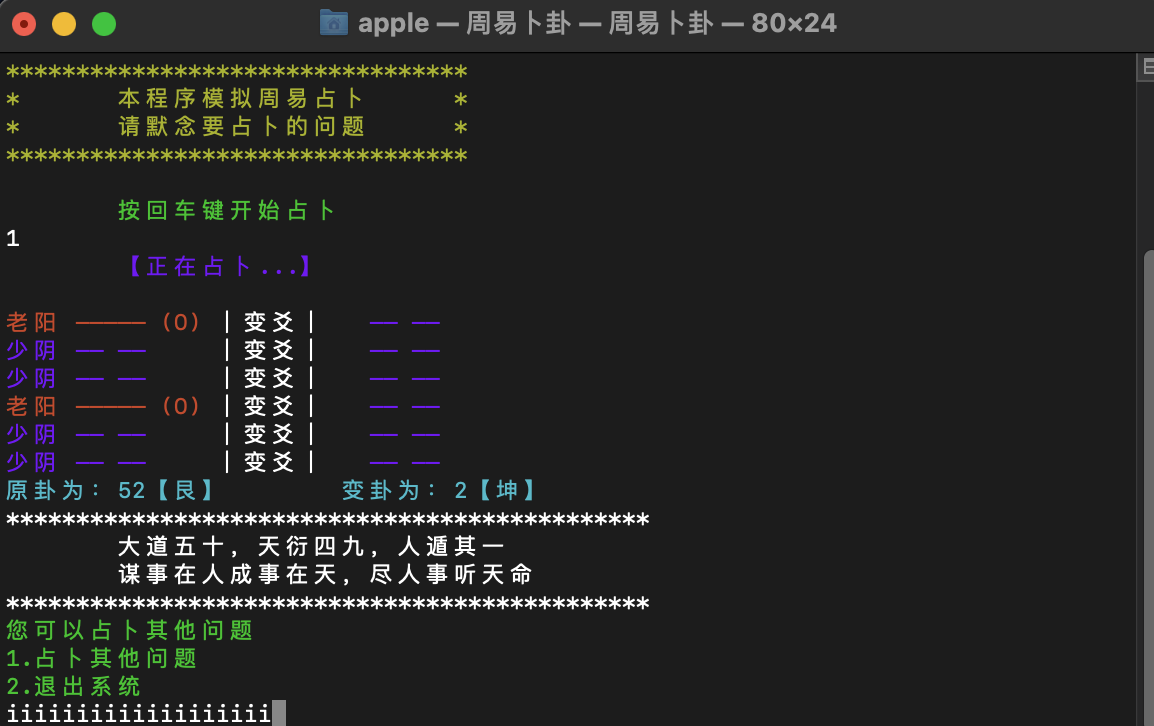 apple — 周易卜卦 — 周易卜卦 — 80×24
*********************************
* 本程序模拟周易占卜 *
* 请默念要占卜的问题 *
*********************************
按回车键开始占卜
1
【正在占卜...】
老阳 ————— (O) | 变爻 | —— ——
少阴 —— —— | 变爻 | —— ——
少阴 —— —— | 变爻 | —— ——
老阳 ————— (O) | 变爻 | —— ——
少阴 —— —— | 变爻 | —— ——
少阴 —— —— | 变爻 | —— ——
原卦为：52【艮】 变卦为：2【坤】
**********************************************
大道五十，天衍四九，人遁其一
谋事在人成事在天，尽人事听天命
**********************************************
您可以占卜其他问题
1.占卜其他问题
2.退出系统
iiiiiiiiiiiiiiiiiii